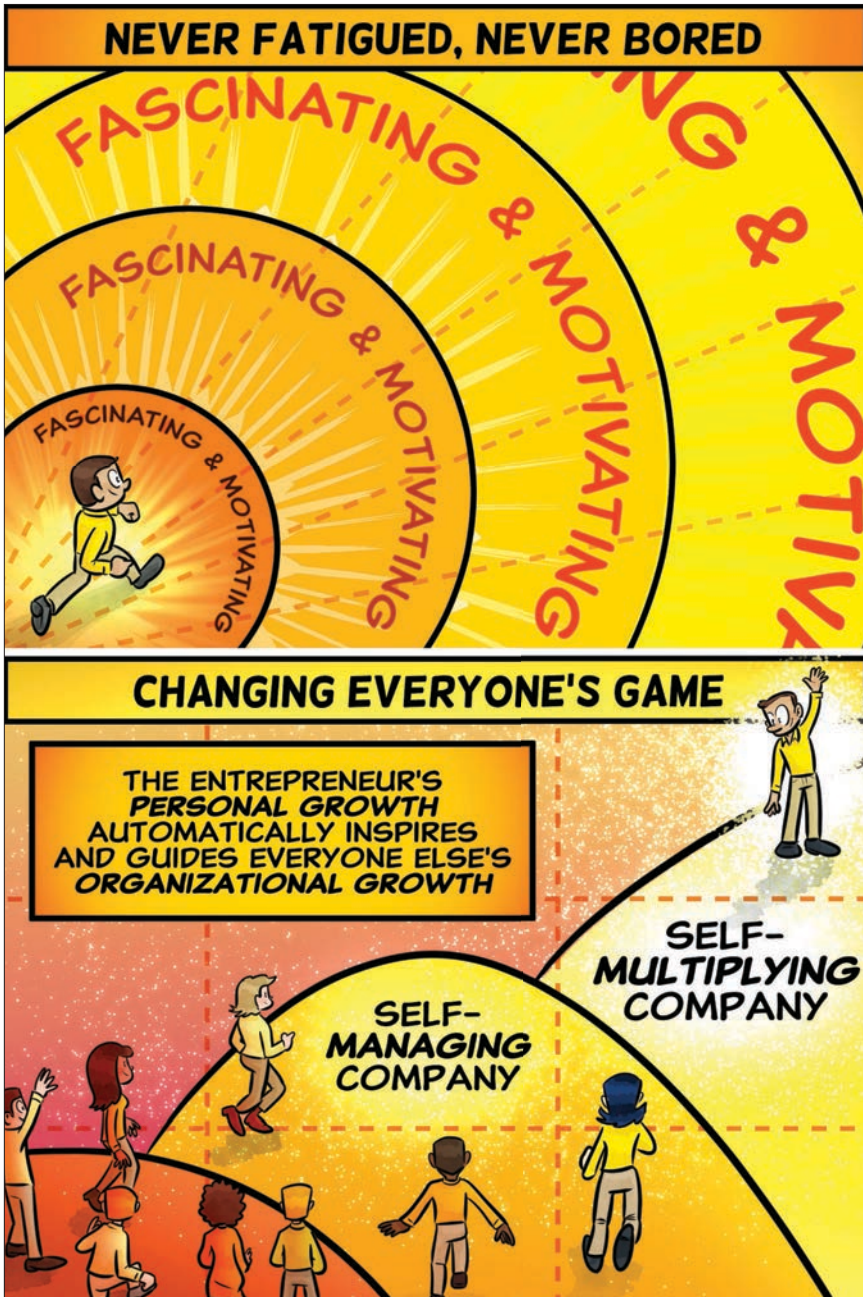 NEVER FATIGUED, NEVER BORED
FASCINATING & MOTIVATING
FASCINATING & MOTIVATING
FASCINATING & MOTIVATING
NG & MOTIV
CHANGING EVERYONE'S GAME
THE ENTREPRENEUR'S
PERSONAL GROWTH
AUTOMATICALLY INSPIRES
AND GUIDES EVERYONE ELSE'S
ORGANIZATIONAL GROWTH
SELF-
MULTIPLYING
COMPANY
SELF-
MANAGING
COMPANY